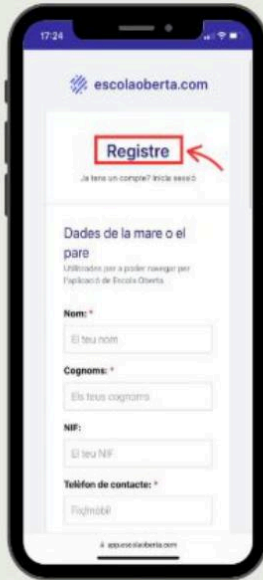 17:24
escolaoberta.com
Registre
Ja tens un compte? Inicia sessió
Dades de la mare o el
pare
Utilitzades per a poder navegar per
l'aplicació de Escola Oberta
Nom: *
El teu nom
Cognoms: *
Els teus cognoms
NIF:
El teu NIF
Telèfon de contacte: *
Fix/mòbil
app.escolaoberta.com